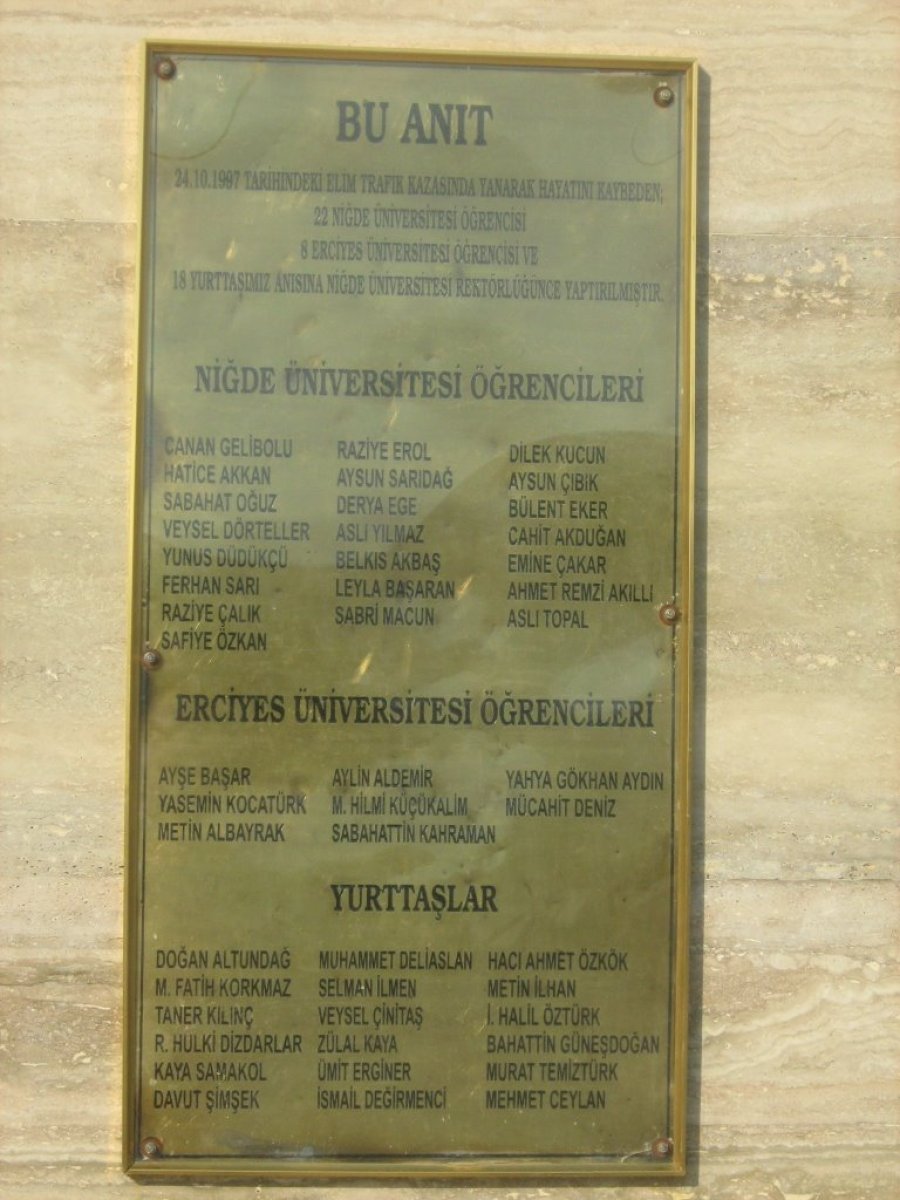 BU ANIT
24.10.1997 TARİHİNDEKİ ELİM TRAFİK KAZASINDA YANARAK HAYATINI KAYBEDEN;
22 NİĞDE ÜNİVERSİTESİ ÖĞRENCİSİ
8 ERCİYES ÜNİVERSİTESİ ÖĞRENCİSİ VE
18 YURTTAŞIMIZ ANISINA NİĞDE ÜNİVERSİTESİ REKTÖRLÜĞÜNCE YAPTIRILMIŞTIR.
NİĞDE ÜNİVERSİTESİ ÖĞRENCİLERİ
CANAN GELİBOLU RAZİYE EROL DİLEK KUCUN
HATİCE AKKAN AYSUN SARIDAĞ AYSUN ÇIBIK
SABAHAT OĞUZ DERYA EGE BÜLENT EKER
VEYSEL DÖRTELLER ASLI YILMAZ CAHİT AKDUĞAN
YUNUS DÜDÜKÇÜ BELKIS AKBAŞ EMİNE ÇAKAR
FERHAN SARI LEYLA BAŞARAN AHMET REMZİ AKILLI
RAZİYE ÇALIK SABRİ MACUN ASLI TOPAL
SAFİYE ÖZKAN
ERCİYES ÜNİVERSİTESİ ÖĞRENCİLERİ
AYŞE BAŞAR AYLİN ALDEMİR YAHYA GÖKHAN AYDIN
YASEMİN KOCATÜRK M. HİLMİ KÜÇÜKALİM MÜCAHİT DENİZ
METİN ALBAYRAK SABAHATTİN KAHRAMAN
YURTTAŞLAR
DOĞAN ALTUNDAĞ MUHAMMET DELİASLAN HACI AHMET ÖZKÖK
M. FATİH KORKMAZ SELMAN İLMEN METİN İLHAN
TANER KILINÇ VEYSEL ÇİNİTAŞ İ. HALİL ÖZTÜRK
R. HULKİ DİZDARLAR ZÜLAL KAYA BAHATTİN GÜNEŞDOĞAN
KAYA SAMAKOL ÜMİT ERGİNER MURAT TEMİZTÜRK
DAVUT ŞİMŞEK İSMAİL DEĞİRMENCİ MEHMET CEYLAN